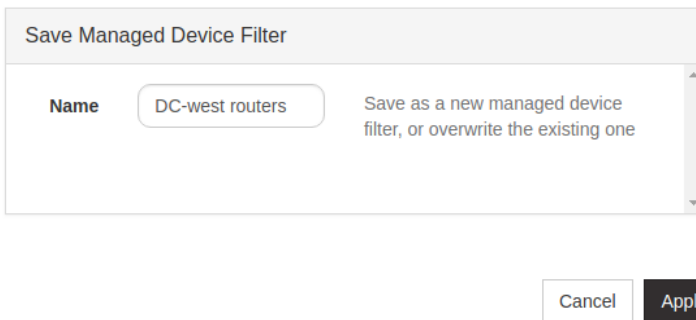 Save Managed Device Filter
Name DC-west routers Save as a new managed device
filter, or overwrite the existing one
Cancel Appl